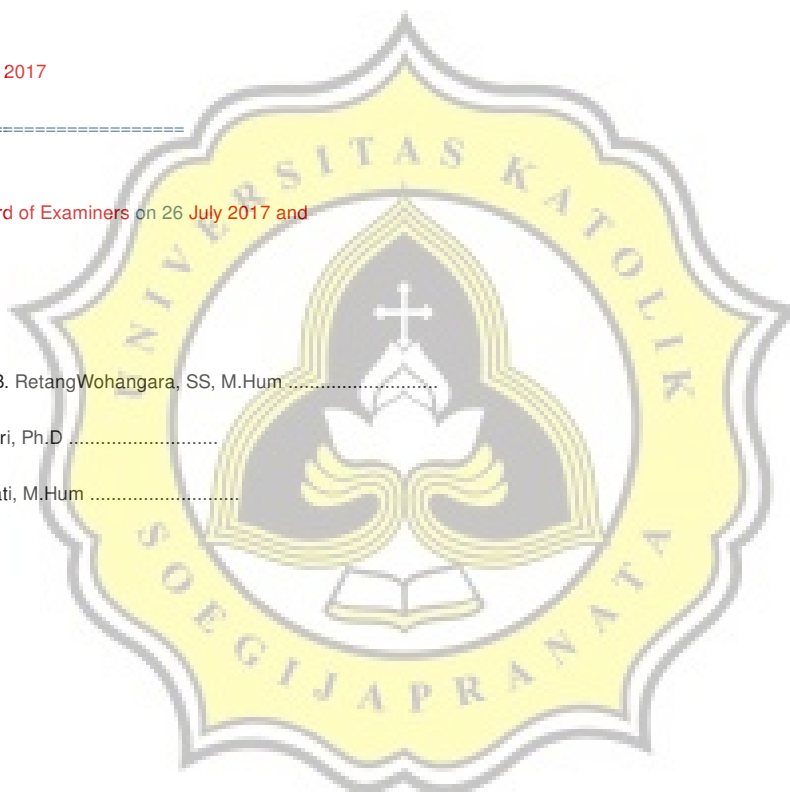 2017
==================
rd of Examiners on 26 July 2017 and
UNIVERSITAS KATOLIK
B. RetangWohangara, SS, M.Hum .............................
ri, Ph.D .............................
ati, M.Hum .............................
SOEGIJAPRANATA